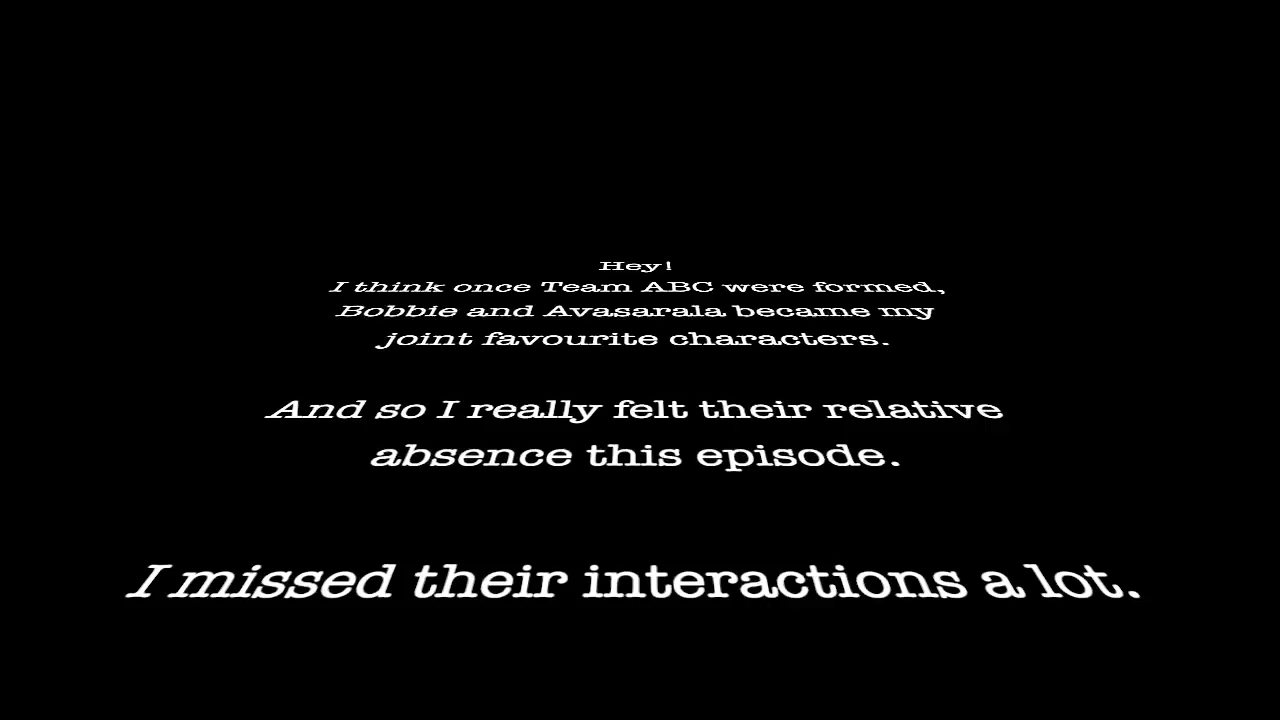 Hey!
I think once Team ABC were formed,
Bobbie and Avasarala became my
joint favourite characters.
And so I really felt their relative
absence this episode.
I missed their interactions a lot.